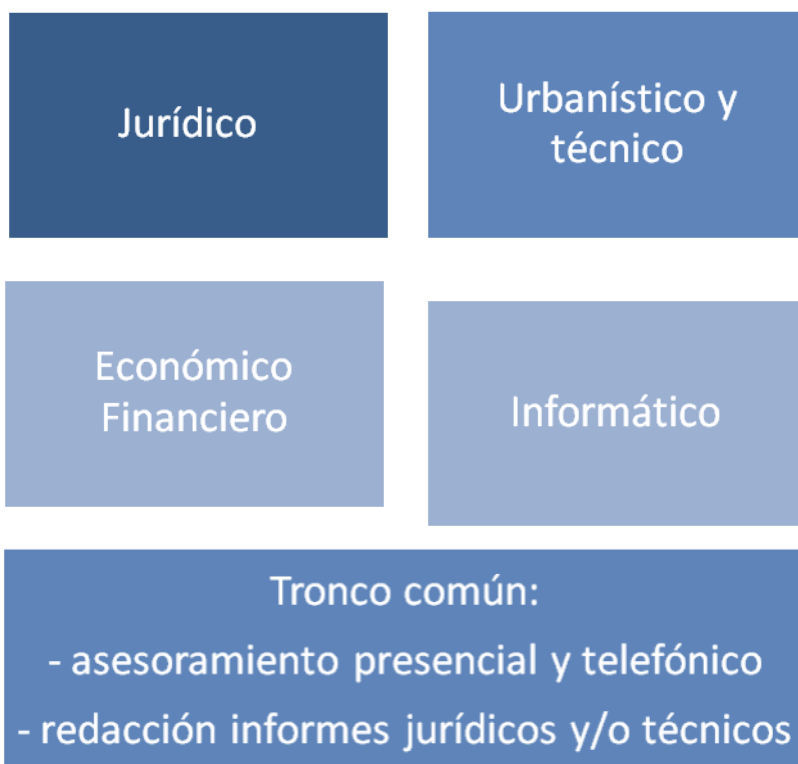 Jurídico
Urbanístico y
técnico
Económico
Financiero
Informático
Tronco común:
- asesoramiento presencial y telefónico
- redacción informes jurídicos y/o técnicos